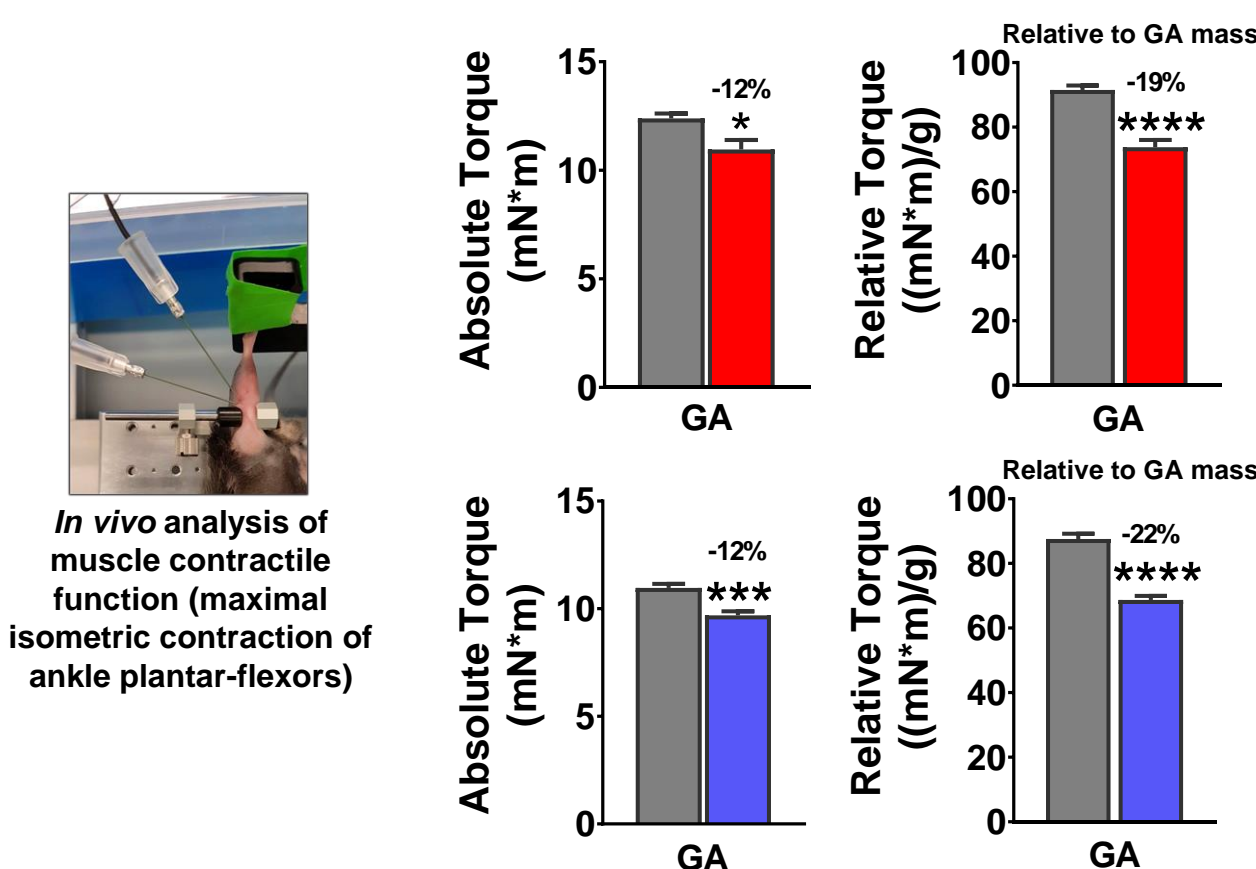 In vivo analysis of
muscle contractile
function (maximal
isometric contraction of
ankle plantar-flexors)
Absolute Torque
(mN*m)
15
10
5
0
-12%
*
GA
Relative to GA mass
Relative Torque
((mN*m)/g)
100
80
60
40
20
0
-19%
****
GA
Absolute Torque
(mN*m)
15
10
5
0
-12%
***
GA
Relative to GA mass
Relative Torque
((mN*m)/g)
100
80
60
40
20
0
-22%
****
GA